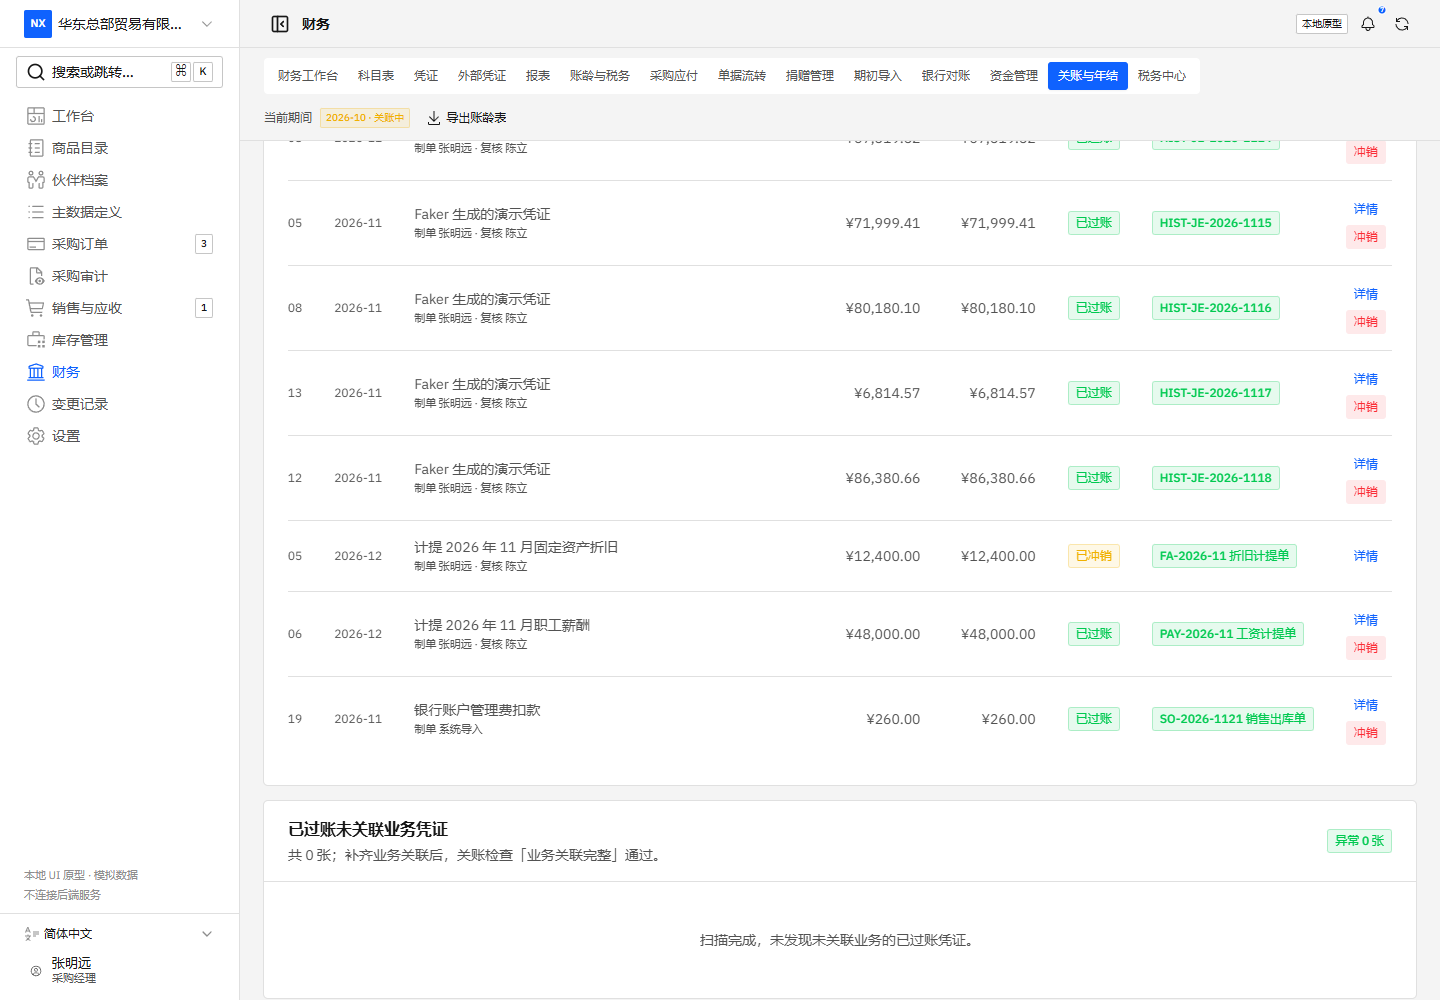 NX 华东总部贸易有限...
搜索或跳转... ⌘ K
工作台
商品目录
伙伴档案
主数据定义
采购订单 3
采购审计
销售与应收 1
库存管理
财务
变更记录
设置
本地 UI 原型 · 模拟数据
不连接后端服务
简体中文
张明远
采购经理
财务
本地原型
财务工作台 科目表 凭证 外部凭证 报表 账龄与税务 采购应付 单据流转 捐赠管理 期初导入 银行对账 资金管理 关账与年结 税务中心
当前期间 2026-10 · 关账中 导出账龄表
制单 张明远 · 复核 陈立
冲销
05 2026-11 Faker 生成的演示凭证 ¥71,999.41 ¥71,999.41 已过账 HIST-JE-2026-1115 详情
制单 张明远 · 复核 陈立 冲销
08 2026-11 Faker 生成的演示凭证 ¥80,180.10 ¥80,180.10 已过账 HIST-JE-2026-1116 详情
制单 张明远 · 复核 陈立 冲销
13 2026-11 Faker 生成的演示凭证 ¥6,814.57 ¥6,814.57 已过账 HIST-JE-2026-1117 详情
制单 张明远 · 复核 陈立 冲销
12 2026-11 Faker 生成的演示凭证 ¥86,380.66 ¥86,380.66 已过账 HIST-JE-2026-1118 详情
制单 张明远 · 复核 陈立 冲销
05 2026-12 计提 2026 年 11 月固定资产折旧 ¥12,400.00 ¥12,400.00 已冲销 FA-2026-11 折旧计提单 详情
制单 张明远 · 复核 陈立
06 2026-12 计提 2026 年 11 月职工薪酬 ¥48,000.00 ¥48,000.00 已过账 PAY-2026-11 工资计提单 详情
制单 张明远 · 复核 陈立 冲销
19 2026-11 银行账户管理费扣款 ¥260.00 ¥260.00 已过账 SO-2026-1121 销售出库单 详情
制单 系统导入 冲销
已过账未关联业务凭证
共 0 张；补齐业务关联后，关账检查「业务关联完整」通过。
异常 0 张
扫描完成，未发现未关联业务的已过账凭证。